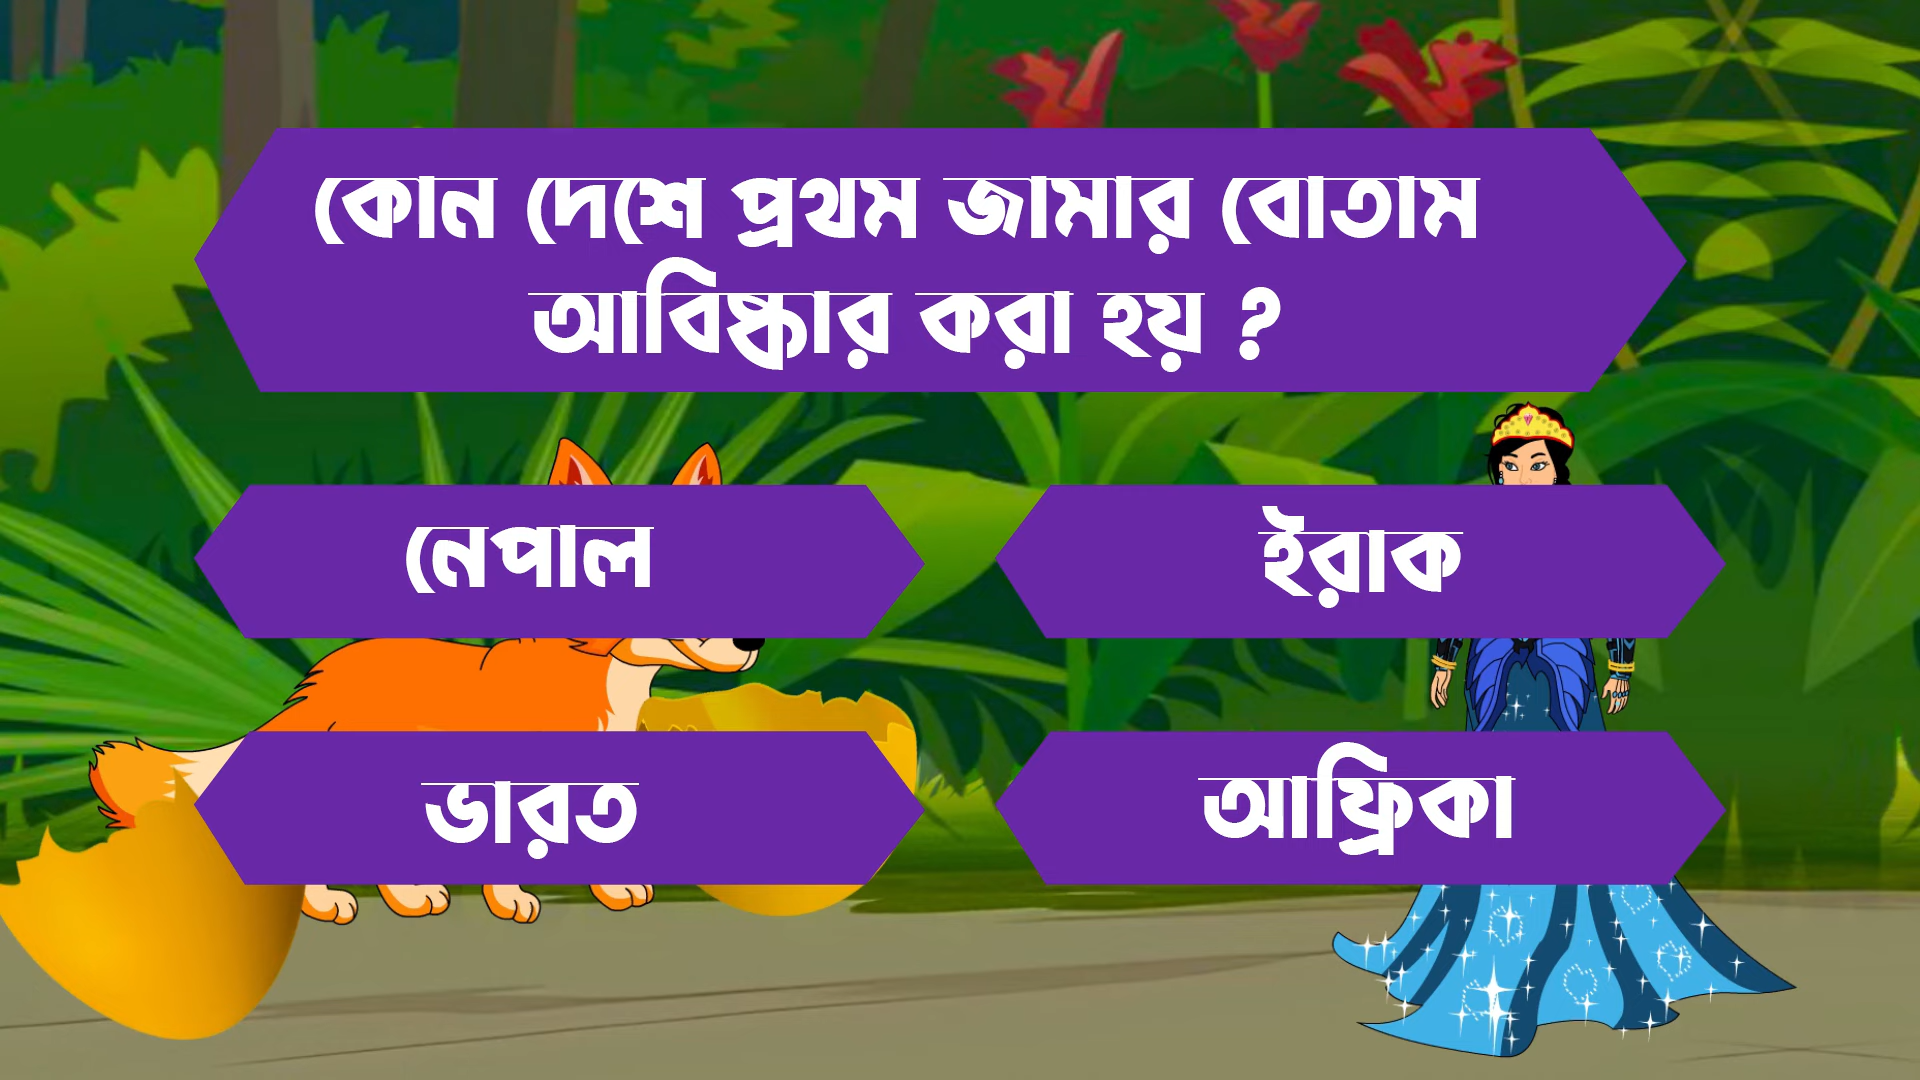 কোন দেশে প্রথম জামার বোতাম
আবিষ্কার করা হয় ?
নেপাল
ইরাক
ভারত
আফ্রিকা